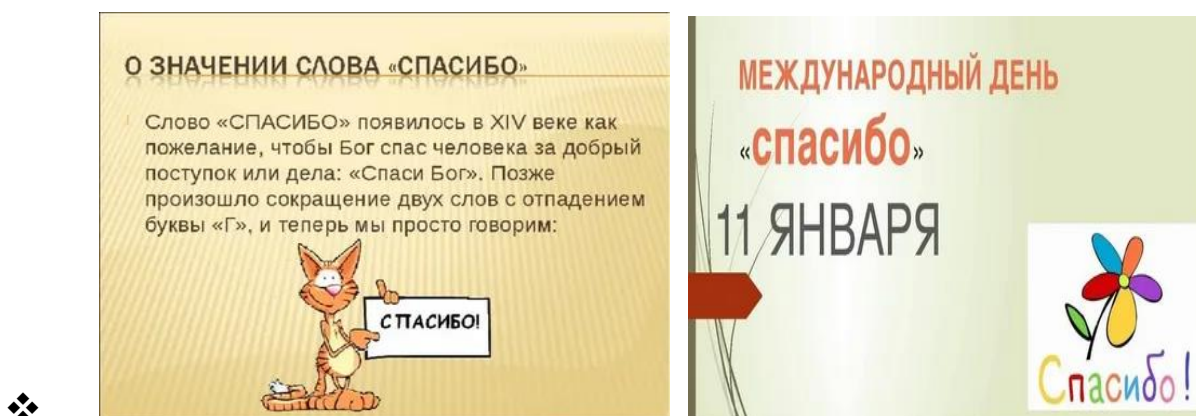 О ЗНАЧЕНИИ СЛОВА «СПАСИБО»
Слово «СПАСИБО» появилось в XIV веке как
пожелание, чтобы Бог спас человека за добрый
поступок или дела: «Спаси Бог». Позже
произошло сокращение двух слов с отпадением
буквы «Г», и теперь мы просто говорим:
СПАСИБО!
МЕЖДУНАРОДНЫЙ ДЕНЬ
«спасибо»
11 ЯНВАРЯ
Спасибо!